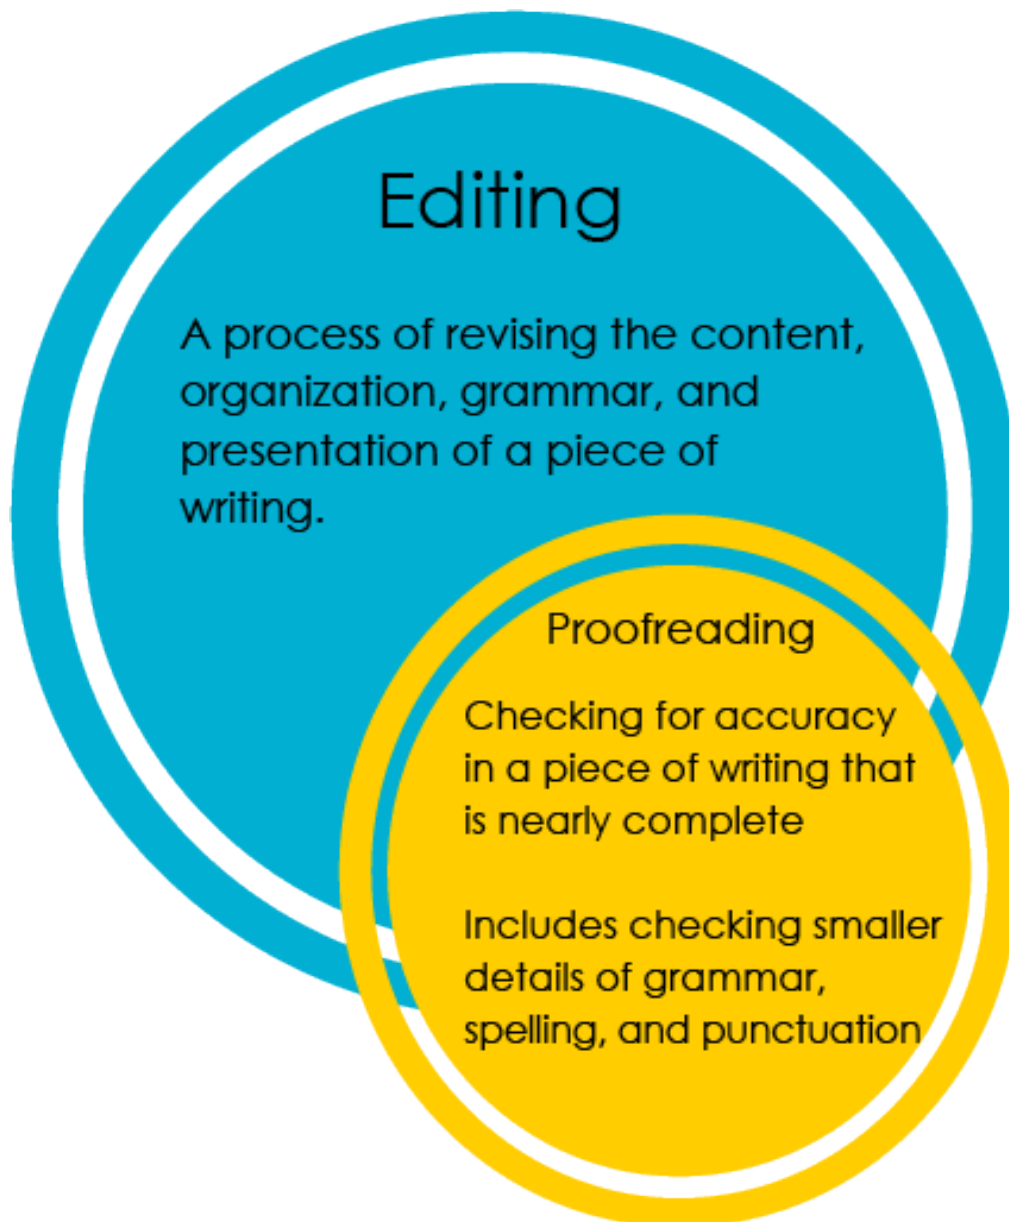 Editing
A process of revising the content,
organization, grammar, and
presentation of a piece of
writing.
Proofreading
Checking for accuracy
in a piece of writing that
is nearly complete
Includes checking smaller
details of grammar,
spelling, and punctuation